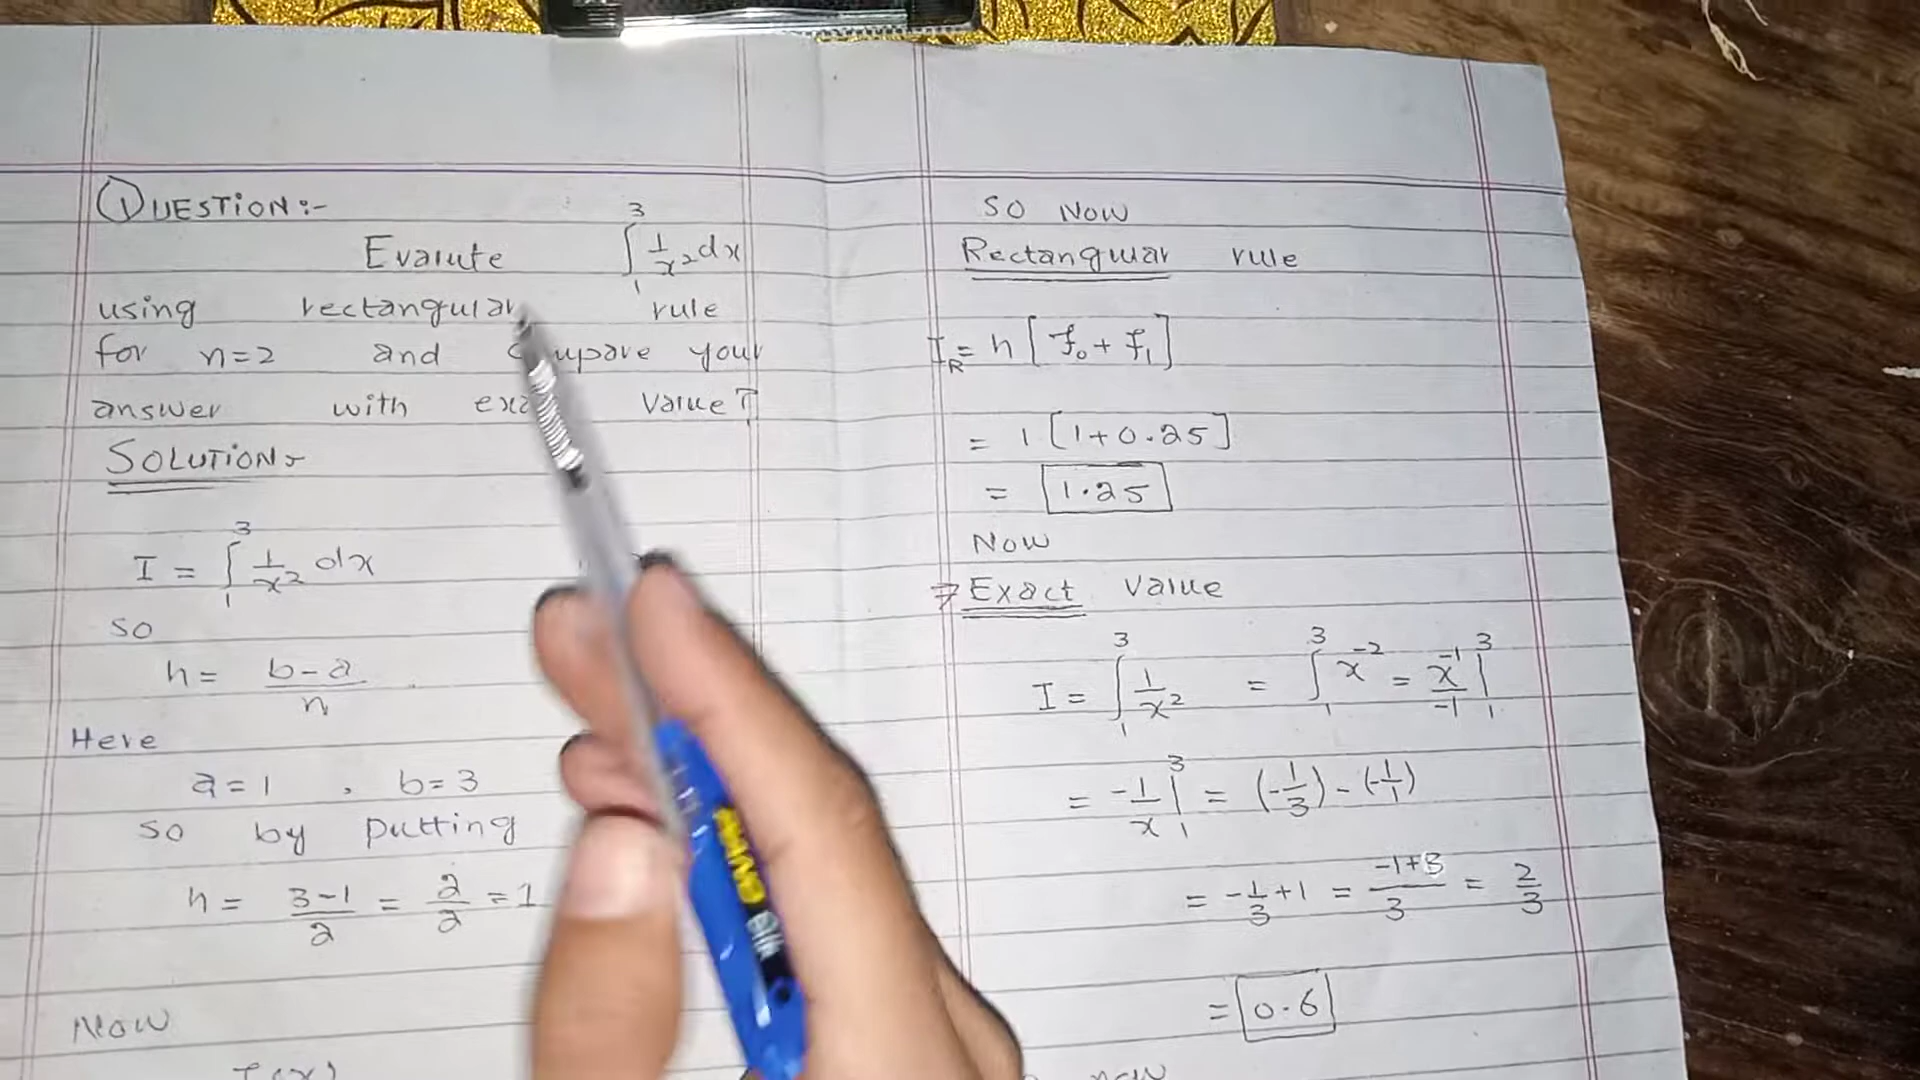 QUESTION:-
Evalute ∫₁³ 1/x² dx
using rectangular rule
for n=2 and your
answer with value?
SOLUTION:-
I = ∫₁³ 1/x² dx
so
h = b-a/n
Here
a=1 , b=3
so by putting
h = 3-1/2 = 2/2 = 1
Now
f(x)
SO NOW
Rectangular rule
I_R = h[f₀ + f₁]
= 1[1+0.25]
= 1.25
Now
⇒ Exact value
I = ∫₁³ 1/x² = ∫₁³ x⁻² = x⁻¹/-1 |₁³
= -1/x |₁³ = (-1/3) - (-1/1)
= -1/3 + 1 = -1+3/3 = 2/3
= 0.6
now